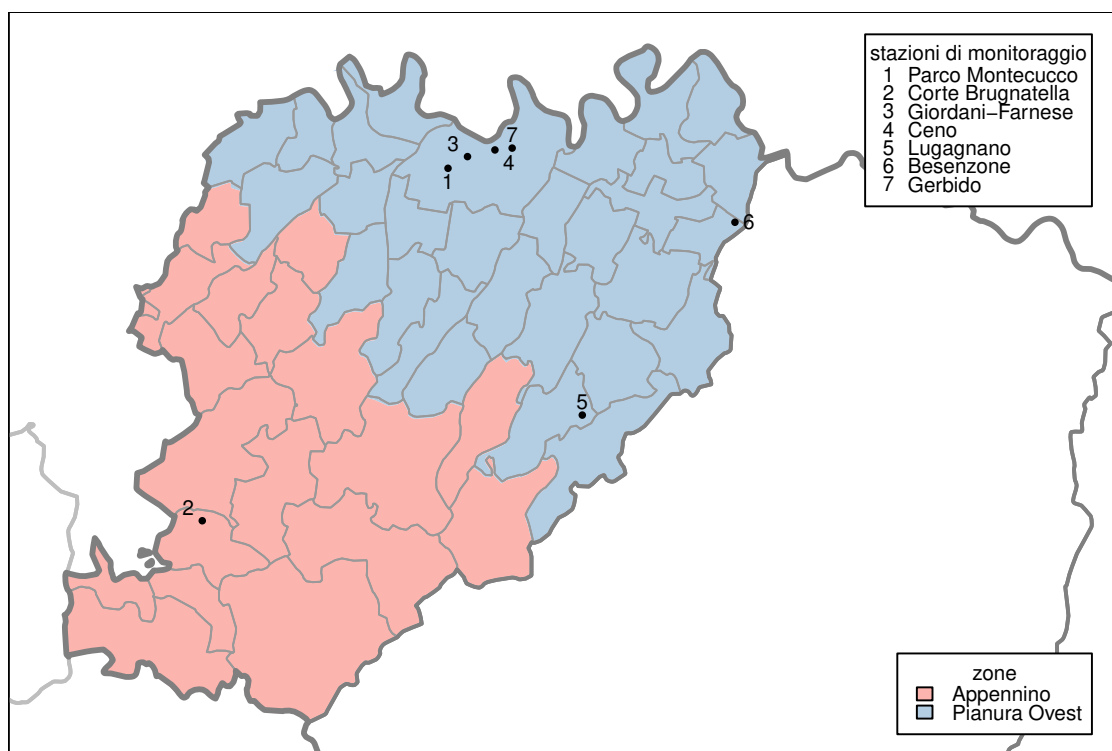 stazioni di monitoraggio
1 Parco Montecucco
2 Corte Brugnatella
3 Giordani−Farnese
4 Ceno
5 Lugagnano
6 Besenzone
7 Gerbido
7
3
4
1
6
5
2
zone
Appennino
Pianura Ovest